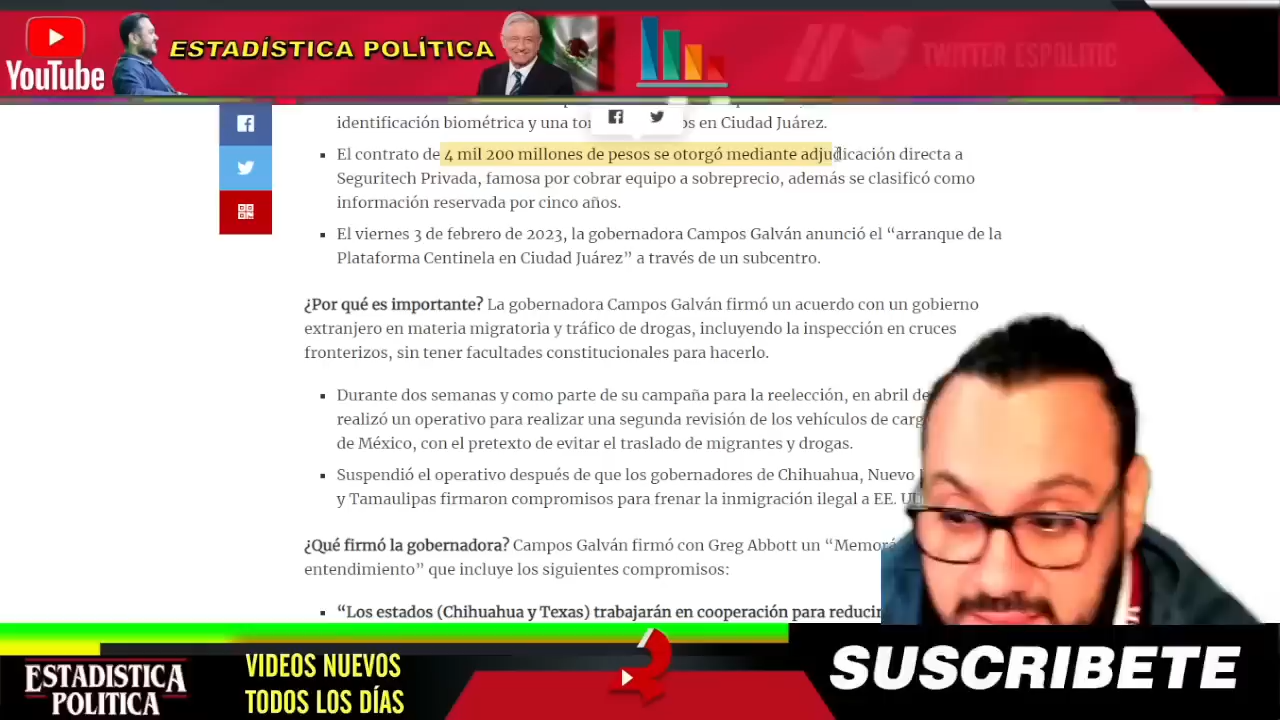 YouTube
ESTADÍSTICA POLÍTICA
TWITTER ESPOLITIC
identificación biométrica y una en Ciudad Juárez.
El contrato de 4 mil 200 millones de pesos se otorgó mediante adjudicación directa a
Seguritech Privada, famosa por cobrar equipo a sobreprecio, además se clasificó como
información reservada por cinco años.
El viernes 3 de febrero de 2023, la gobernadora Campos Galván anunció el “arranque de la
Plataforma Centinela en Ciudad Juárez” a través de un subcentro.
¿Por qué es importante? La gobernadora Campos Galván firmó un acuerdo con un gobierno
extranjero en materia migratoria y tráfico de drogas, incluyendo la inspección en cruces
fronterizos, sin tener facultades constitucionales para hacerlo.
Durante dos semanas y como parte de su campaña para la reelección, en abril de
realizó un operativo para realizar una segunda revisión de los vehículos de
de México, con el pretexto de evitar el traslado de migrantes y drogas.
Suspendió el operativo después de que los gobernadores de Chihuahua, Nuevo
y Tamaulipas firmaron compromisos para frenar la inmigración ilegal a EE.
¿Qué firmó la gobernadora? Campos Galván firmó con Greg Abbott un
entendimiento” que incluye los siguientes compromisos:
“Los estados (Chihuahua y Texas) trabajarán en cooperación para
ESTADISTICA
POLÍTICA
VIDEOS NUEVOS
TODOS LOS DÍAS
SUSCRIBETE